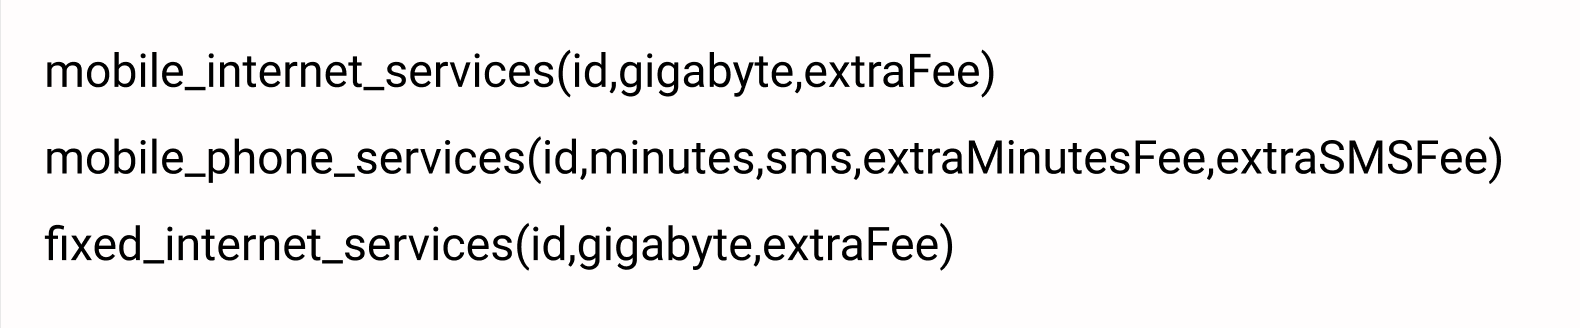 mobile_internet_services(id,gigabyte,extraFee)
mobile_phone_services(id,minutes,sms,extraMinutesFee,extraSMSFee)
fixed_internet_services(id,gigabyte,extraFee)